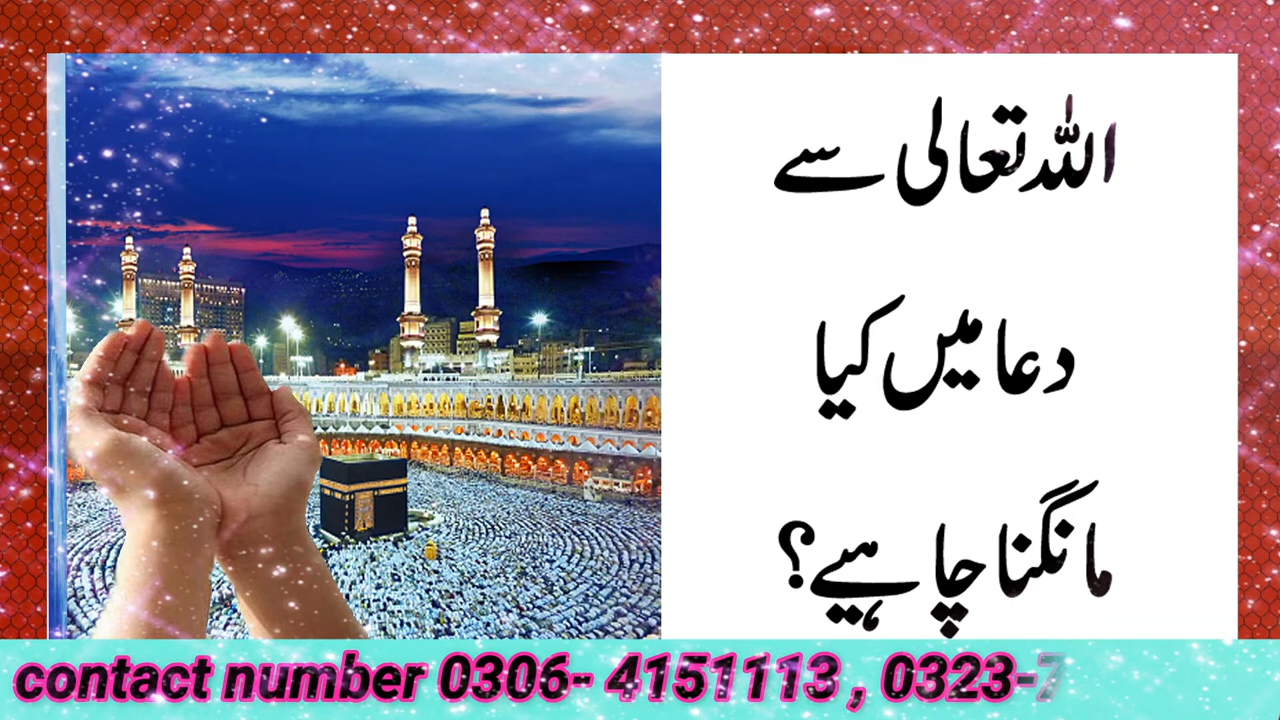 اللہ تعالی سے
دعا میں کیا
مانگنا چاہیے؟
contact number 0306- 4151113 , 0323-7